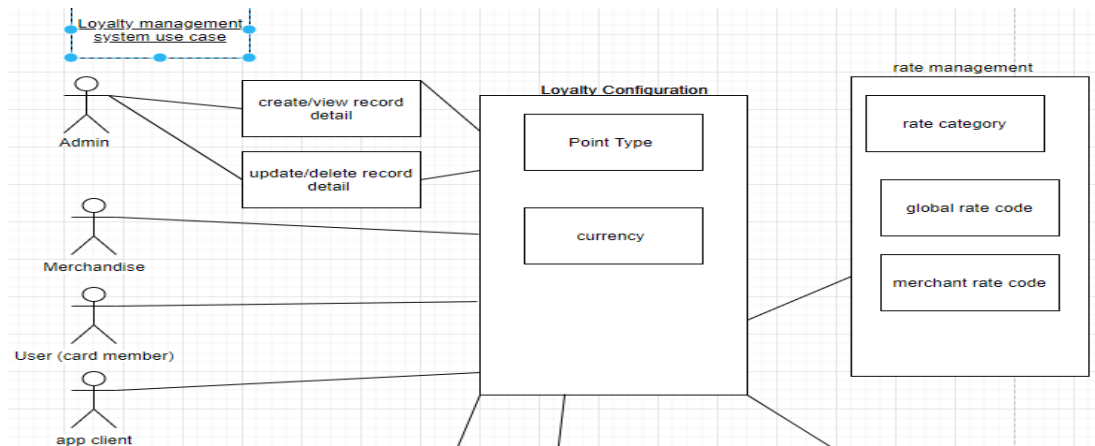 Loyalty management
system use case
rate management
create/view record
detail
Loyalty Configuration
rate category
Admin
Point Type
update/delete record
detail
global rate code
currency
Merchandise
merchant rate code
User (card member)
app client